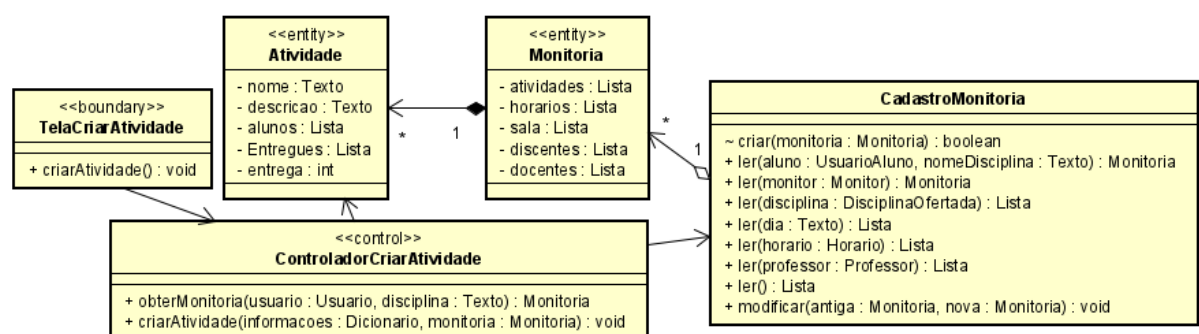 <<boundary>>
TelaCriarAtividade
+ criarAtividade() : void
<<entity>>
Atividade
- nome : Texto
- descricao : Texto
- alunos : Lista
- Entregues : Lista
- entrega : int
*
1
<<entity>>
Monitoria
- atividades : Lista
- horarios : Lista
- sala : Lista
- discentes : Lista
- docentes : Lista
*
1
CadastroMonitoria
~ criar(monitoria : Monitoria) : boolean
+ ler(aluno : UsuarioAluno, nomeDisciplina : Texto) : Monitoria
+ ler(monitor : Monitor) : Monitoria
+ ler(disciplina : DisciplinaOfertada) : Lista
+ ler(dia : Texto) : Lista
+ ler(horario : Horario) : Lista
+ ler(professor : Professor) : Lista
+ ler() : Lista
+ modificar(antiga : Monitoria, nova : Monitoria) : void
<<control>>
ControladorCriarAtividade
+ obterMonitoria(usuario : Usuario, disciplina : Texto) : Monitoria
+ criarAtividade(informacoes : Dicionario, monitoria : Monitoria) : void